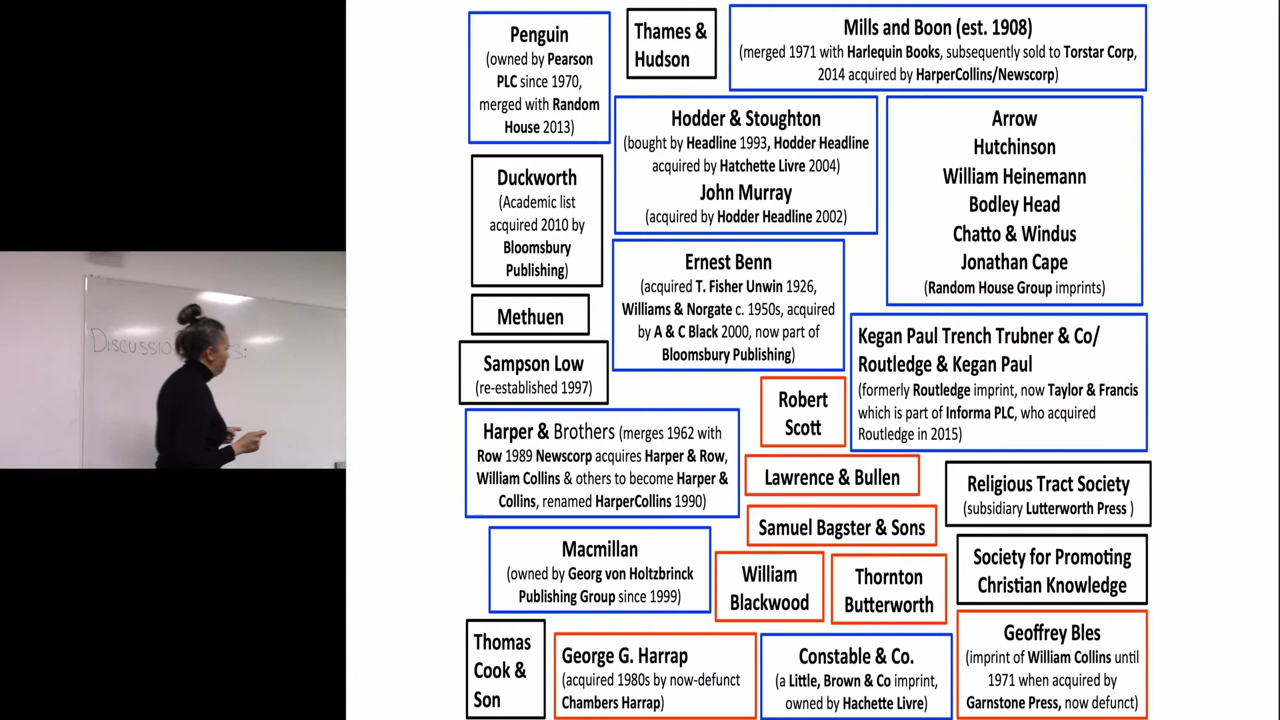 Penguin
(owned by Pearson
PLC since 1970,
merged with Random
House 2013)
Thames &
Hudson
Mills and Boon (est. 1908)
(merged 1971 with Harlequin Books, subsequently sold to Torstar Corp,
2014 acquired by HarperCollins/Newscorp)
Hodder & Stoughton
(bought by Headline 1993, Hodder Headline
acquired by Hatchette Livre 2004)
John Murray
(acquired by Hodder Headline 2002)
Arrow
Hutchinson
William Heinemann
Bodley Head
Chatto & Windus
Jonathan Cape
(Random House Group imprints)
Duckworth
(Academic list
acquired 2010 by
Bloomsbury
Publishing)
Ernest Benn
(acquired T. Fisher Unwin 1926,
Williams & Norgate c. 1950s, acquired
by A & C Black 2000, now part of
Bloomsbury Publishing)
Methuen
Sampson Low
(re-established 1997)
Kegan Paul Trench Trubner & Co/
Routledge & Kegan Paul
(formerly Routledge imprint, now Taylor & Francis
which is part of Informa PLC, who acquired
Routledge in 2015)
Robert
Scott
Harper & Brothers (merges 1962 with
Row 1989 Newscorp acquires Harper & Row,
William Collins & others to become Harper &
Collins, renamed HarperCollins 1990)
Lawrence & Bullen
Religious Tract Society
(subsidiary Lutterworth Press )
Samuel Bagster & Sons
Macmillan
(owned by Georg von Holtzbrinck
Publishing Group since 1999)
William
Blackwood
Thornton
Butterworth
Society for Promoting
Christian Knowledge
Thomas
Cook &
Son
George G. Harrap
(acquired 1980s by now-defunct
Chambers Harrap)
Constable & Co.
(a Little, Brown & Co imprint,
owned by Hachette Livre)
Geoffrey Bles
(imprint of William Collins until
1971 when acquired by
Garnstone Press, now defunct)